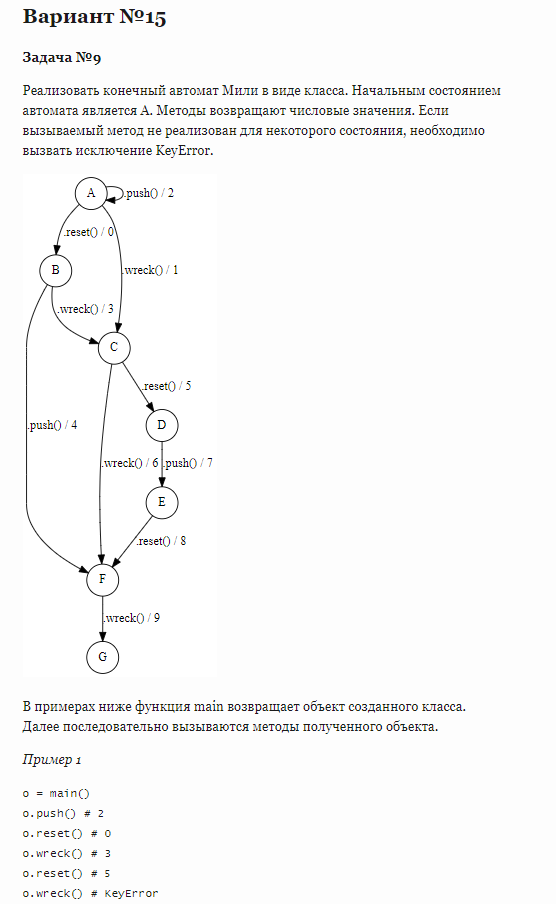 Вариант №15
Задача №9
Реализовать конечный автомат Мили в виде класса. Начальным состоянием
автомата является A. Методы возвращают числовые значения. Если
вызываемый метод не реализован для некоторого состояния, необходимо
вызвать исключение KeyError.
A
.push() / 2
.reset() / 0
B
.wreck() / 1
.wreck() / 3
C
.reset() / 5
.push() / 4
D
.wreck() / 6
.push() / 7
E
.reset() / 8
F
.wreck() / 9
G
В примерах ниже функция main возвращает объект созданного класса.
Далее последовательно вызываются методы полученного объекта.
Пример 1
o = main()
o.push() # 2
o.reset() # 0
o.wreck() # 3
o.reset() # 5
o.wreck() # KeyError